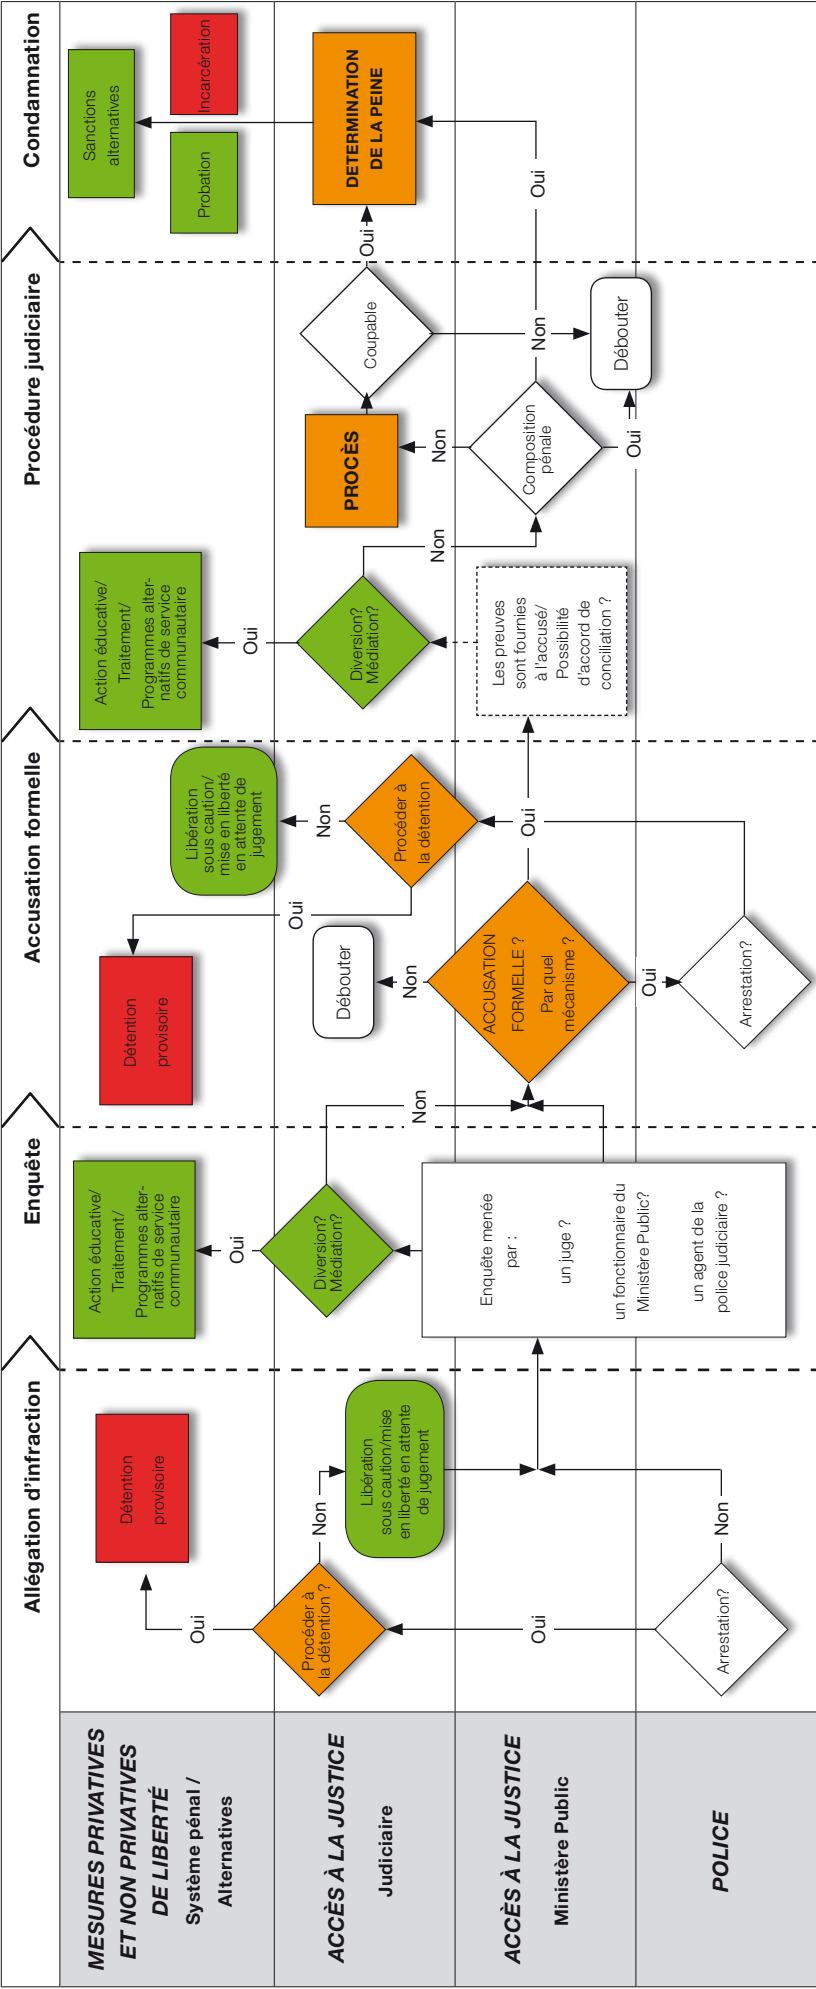 Allégation d'infraction
Enquête
Accusation formelle
Procédure judiciaire
Condamnation
MESURES PRIVATIVES
ET NON PRIVATIVES
DE LIBERTÉ
Système pénal /
Alternatives
Détention
provisoire
Oui
Action éducative/
Traitement/
Programmes alter-
natifs de service
communautaire
Oui
Détention
provisoire
Oui
Libération
sous caution/
mise en liberté
en attente de
jugement
Action éducative/
Traitement/
Programmes alter-
natifs de service
communautaire
Oui
Sanctions
alternatives
Probation
Incarcération
ACCÈS À LA JUSTICE
Judiciaire
Procéder à
la détention ?
Non
Libération
sous caution/mise
en liberté en attente
de jugement
Diversion?
Médiation?
Non
Débouter
Non
Procéder à
la détention
Non
Diversion?
Médiation?
Non
PROCÈS
Non
Coupable
Oui
DETERMINATION
DE LA PEINE
ACCÈS À LA JUSTICE
Ministère Public
Oui
Enquête menée
par :
un juge ?
un fonctionnaire du
Ministère Public?
un agent de la
police judiciaire ?
ACCUSATION
FORMELLE ?
Par quel
mécanisme ?
Oui
Les preuves
sont fournies
à l'accusé/
Possibilité
d'accord de
conciliation ?
Composition
pénale
Non
Oui
POLICE
Arrestation?
Non
Oui
Arrestation?
Oui
Débouter